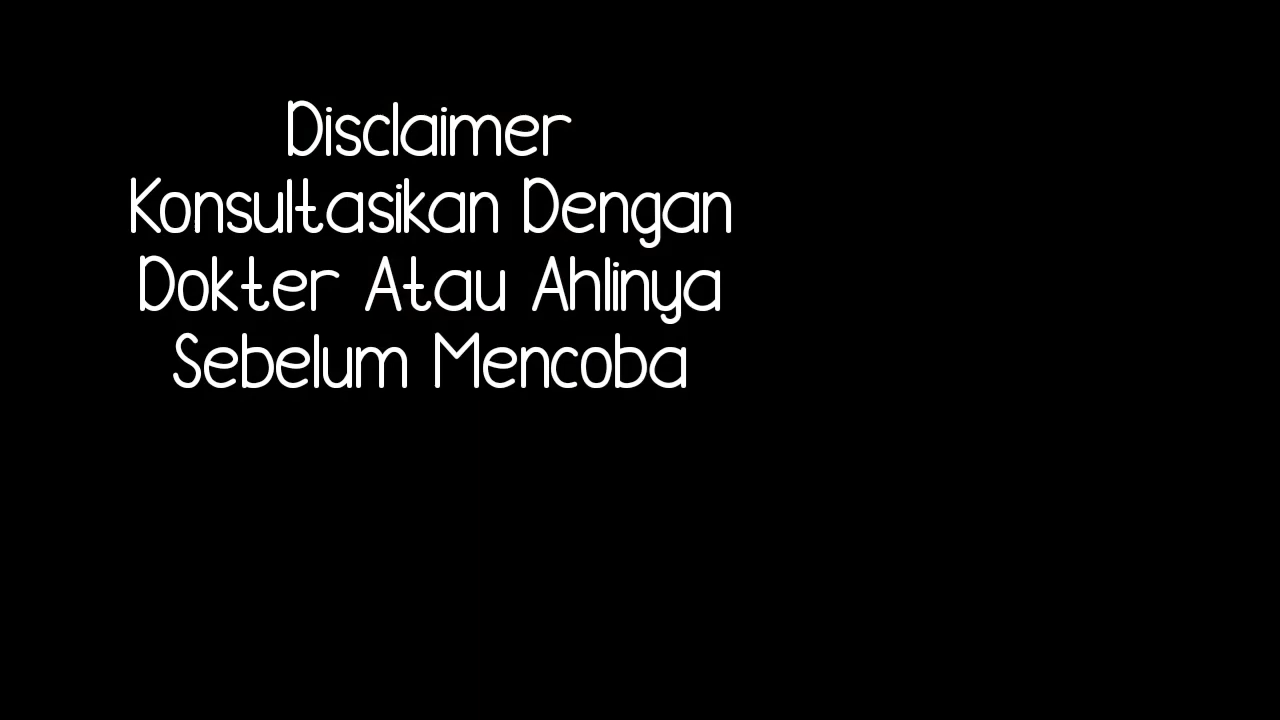 Disclaimer
Konsultasikan Dengan
Dokter Atau Ahlinya
Sebelum Mencoba